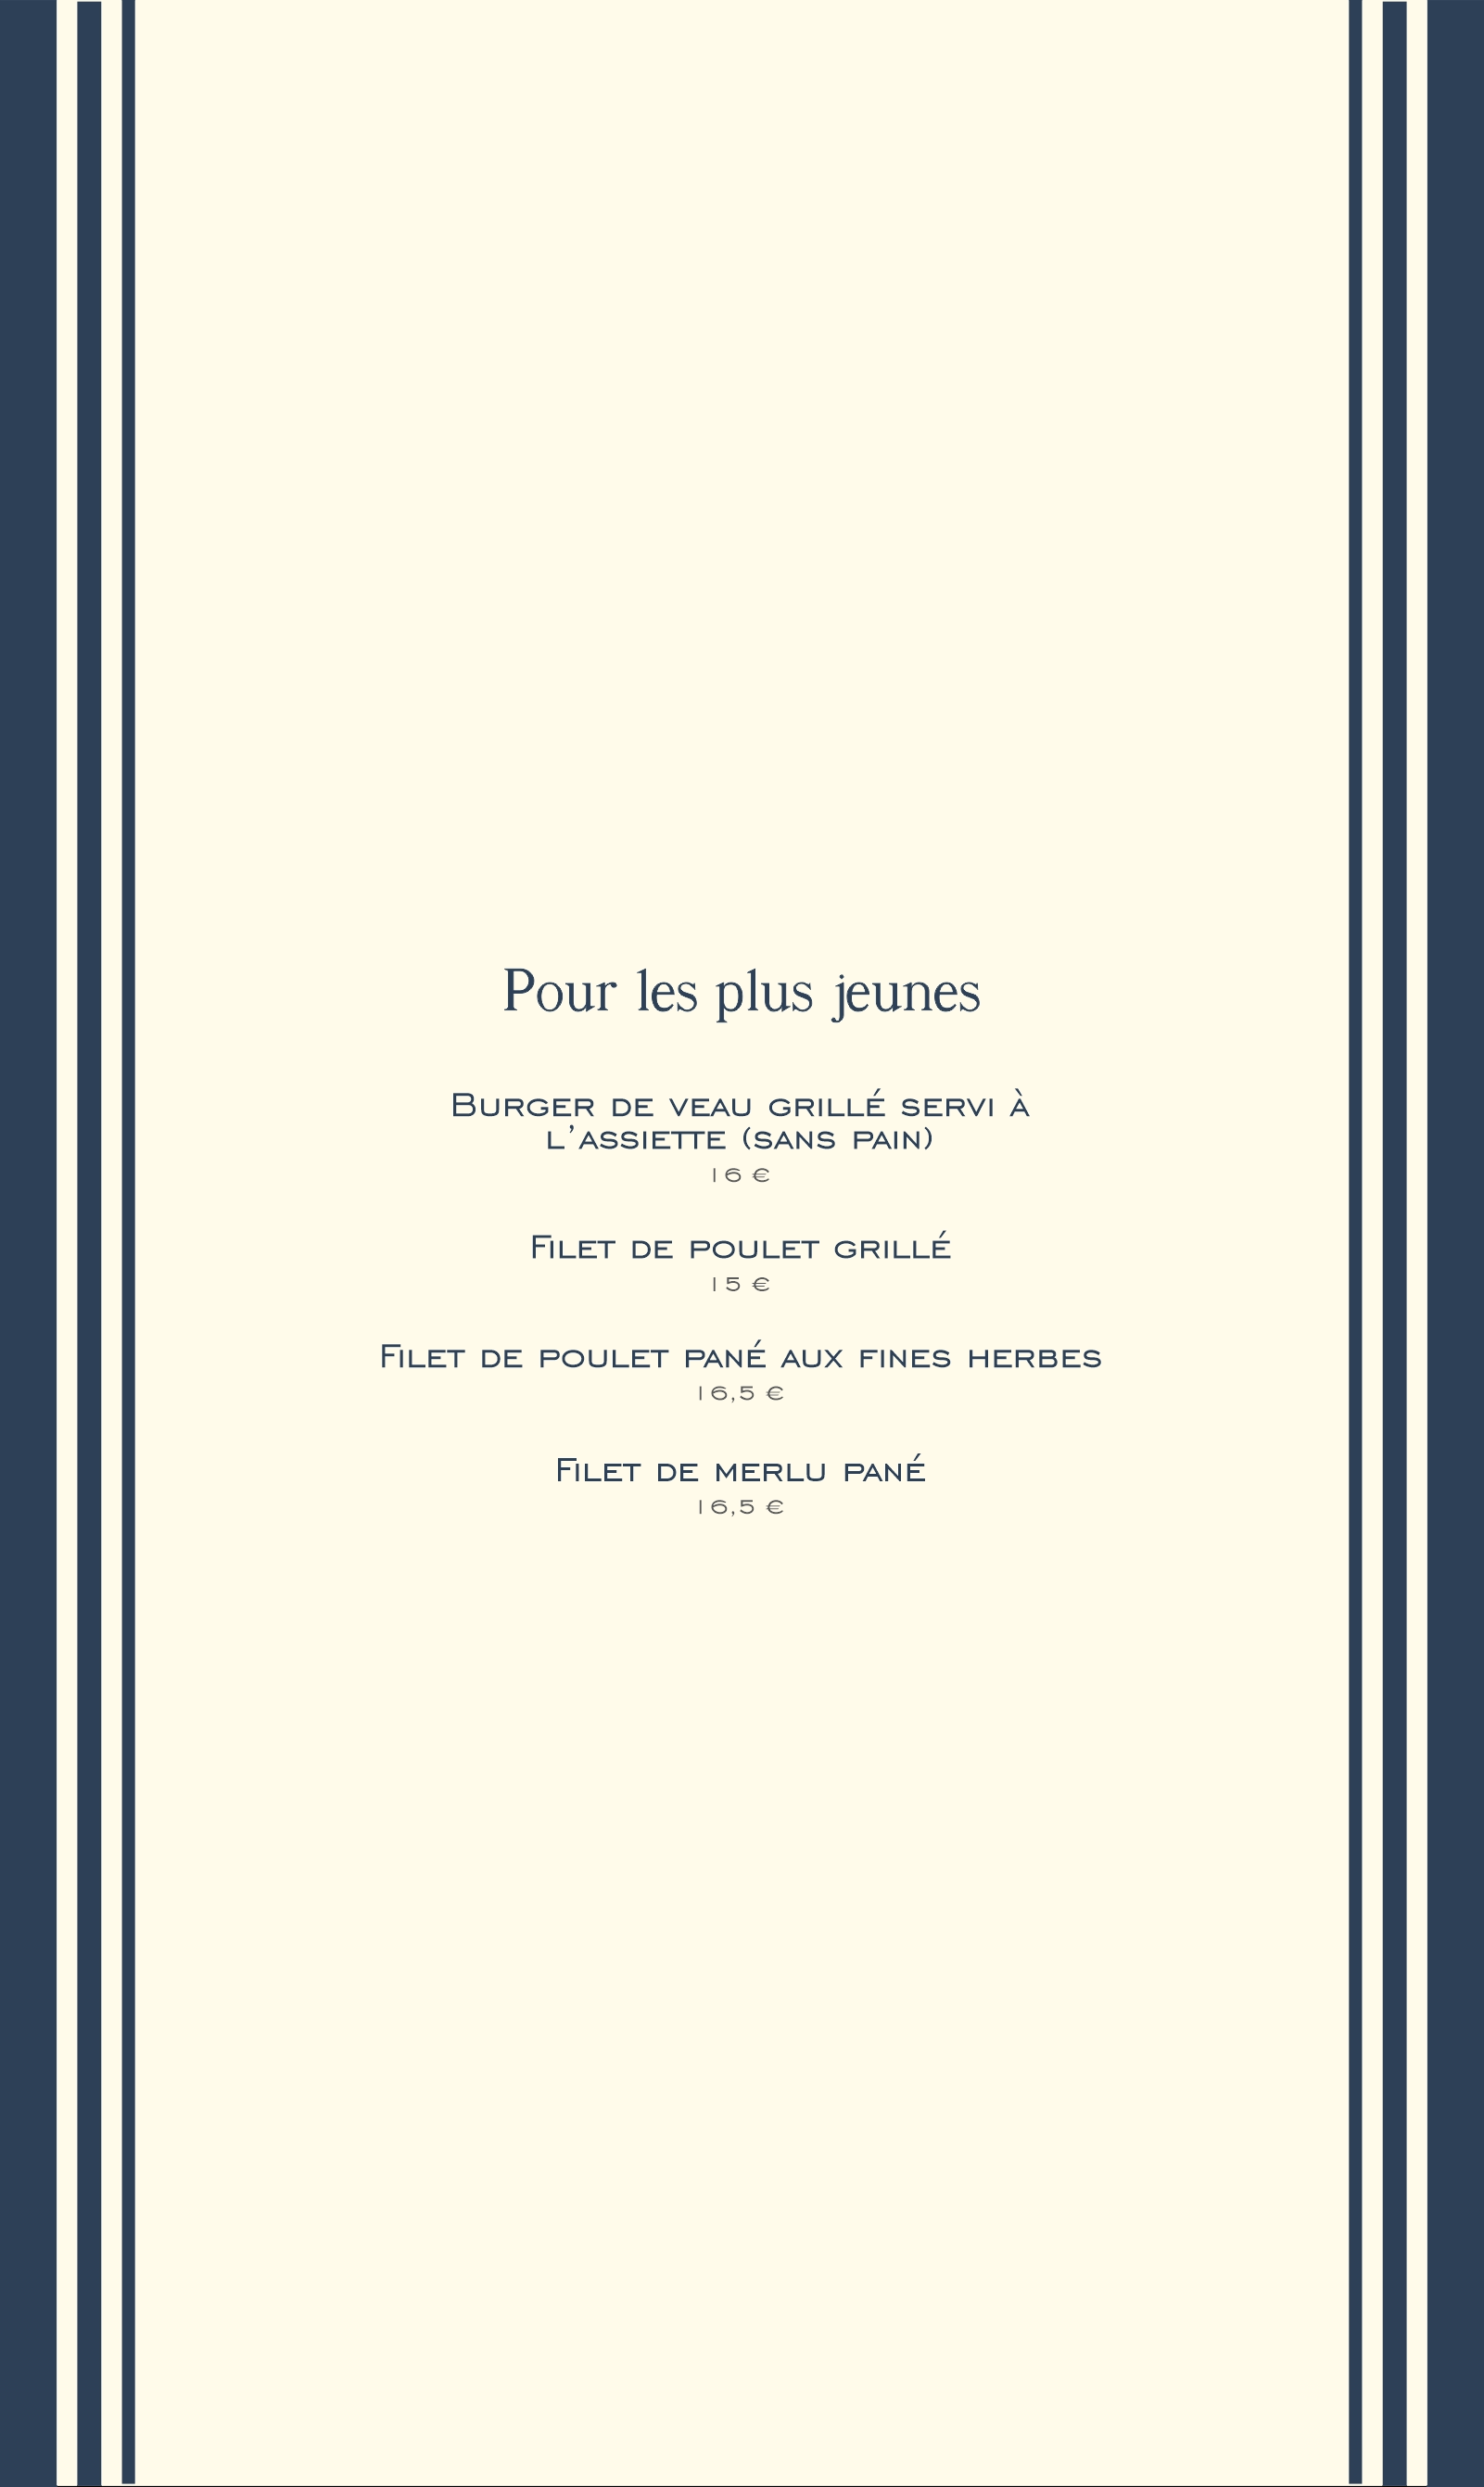 Pour les plus jeunes
Burger de veau grillé servi à
l'assiette (sans pain)
16 €
Filet de poulet grillé
15 €
Filet de poulet pané aux fines herbes
16,5 €
Filet de merlu pané
16,5 €